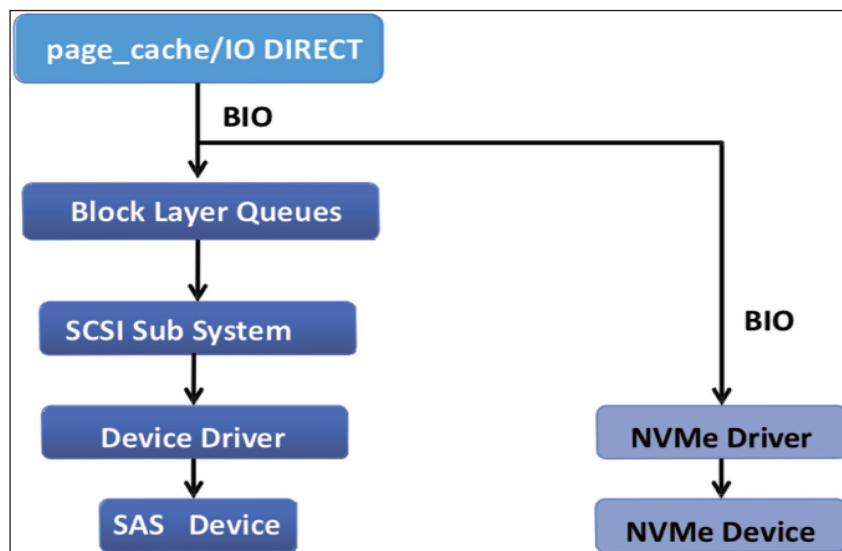 page_cache/IO DIRECT
BIO
Block Layer Queues
SCSI Sub System
BIO
Device Driver
NVMe Driver
SAS Device
NVMe Device